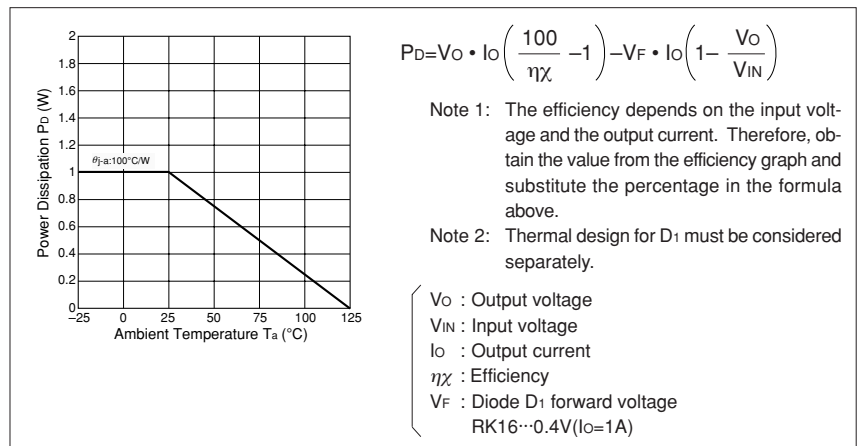 2
1.8
1.6
1.4
1.2
1
0.8
0.6
0.4
0.2
0
Power Dissipation PD (W)
θj-a:100°C/W
–25 0 25 50 75 100 125
Ambient Temperature Ta (°C)
PD=VO • IO(100/ηχ –1)–VF • IO(1– VO/VIN)
Note 1: The efficiency depends on the input volt-
age and the output current. Therefore, ob-
tain the value from the efficiency graph and
substitute the percentage in the formula
above.
Note 2: Thermal design for D1 must be considered
separately.
VO : Output voltage
VIN : Input voltage
IO : Output current
ηχ : Efficiency
VF : Diode D1 forward voltage
RK16···0.4V(IO=1A)